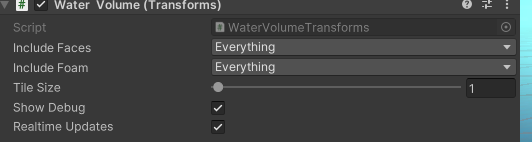 Water Volume (Transforms)
Script WaterVolumeTransforms
Include Faces Everything
Include Foam Everything
Tile Size 1
Show Debug
Realtime Updates